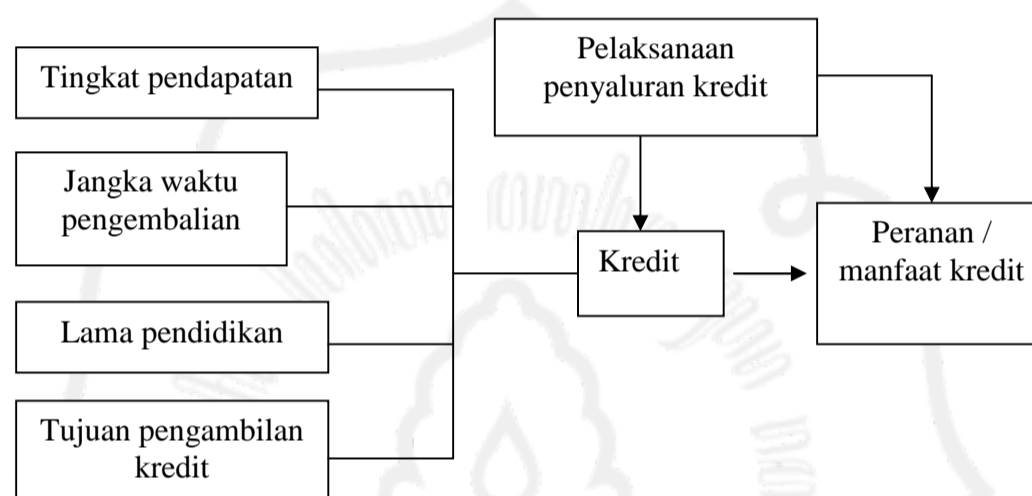 Tingkat pendapatan
Jangka waktu
pengembalian
Lama pendidikan
Tujuan pengambilan
kredit
Pelaksanaan
penyaluran kredit
Kredit
Peranan /
manfaat kredit